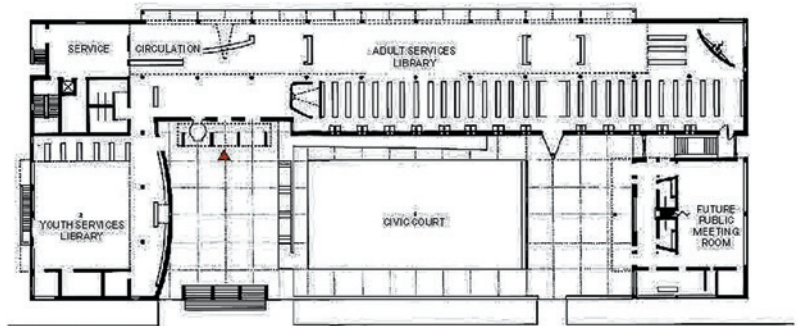 SERVICE
CIRCULATION
ADULT SERVICES
LIBRARY
YOUTH SERVICES
LIBRARY
CIVIC COURT
FUTURE
PUBLIC
MEETING
ROOM